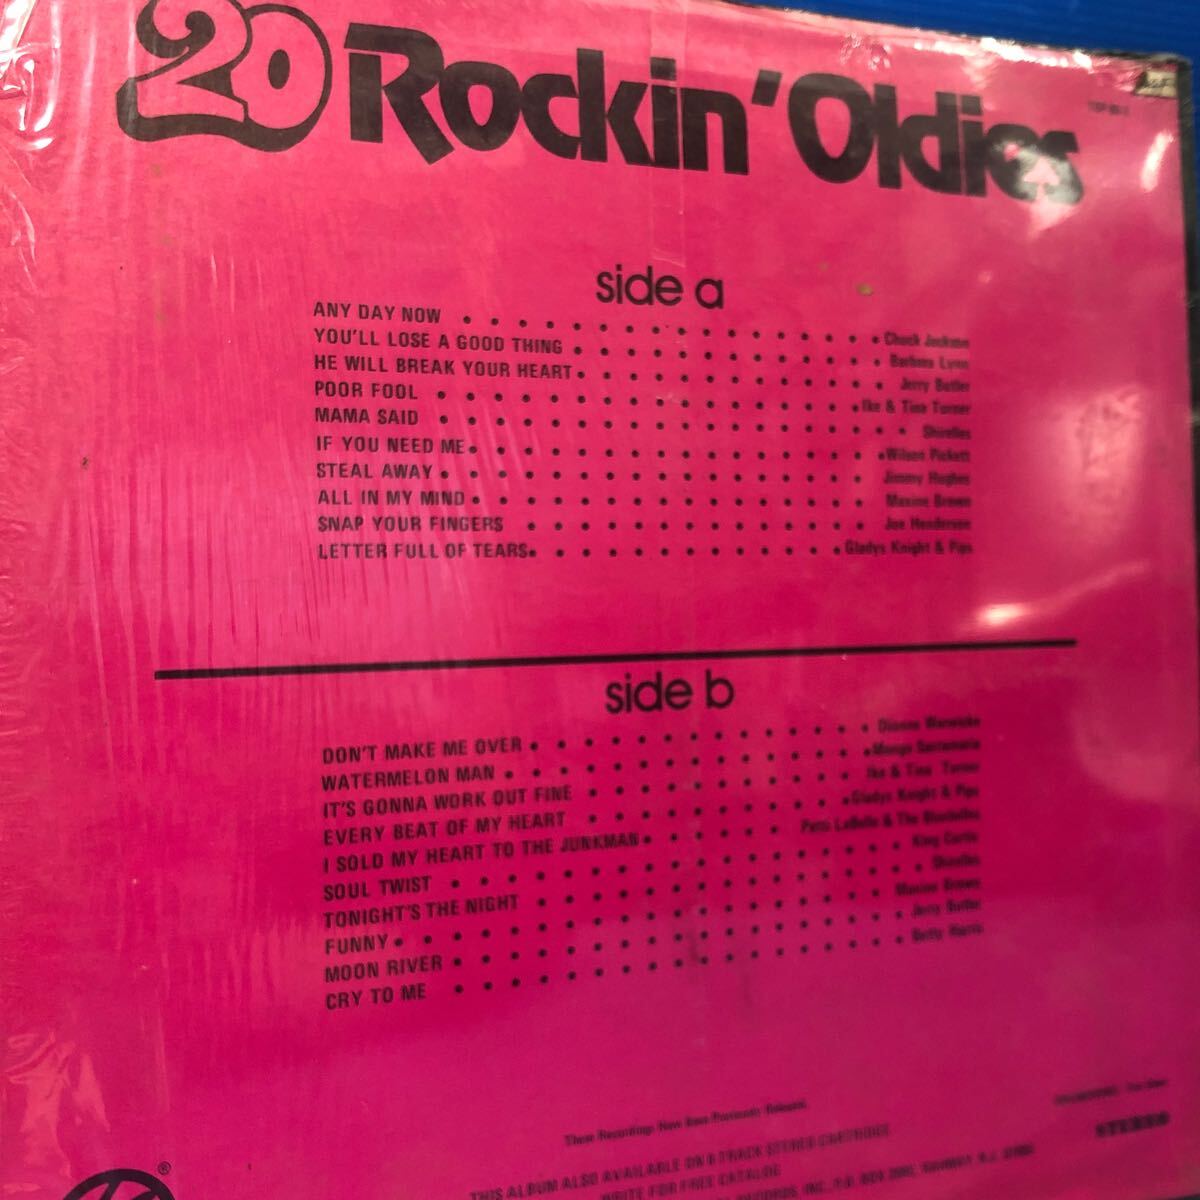 20 Rockin' Oldies
side a
ANY DAY NOW Chuck Jackson
YOU'LL LOSE A GOOD THING Barbara Lynn
HE WILL BREAK YOUR HEART Jerry Butler
POOR FOOL Ike & Tina Turner
MAMA SAID Shirelles
IF YOU NEED ME Wilson Pickett
STEAL AWAY Jimmy Hughes
ALL IN MY MIND Maxine Brown
SNAP YOUR FINGERS Joe Henderson
LETTER FULL OF TEARS Gladys Knight & Pips
side b
DON'T MAKE ME OVER Dionne Warwicke
WATERMELON MAN Mongo Santamaria
IT'S GONNA WORK OUT FINE Ike & Tina Turner
EVERY BEAT OF MY HEART Gladys Knight & Pips
I SOLD MY HEART TO THE JUNKMAN Patti LaBelle & The Bluebelles
SOUL TWIST King Curtis
TONIGHT'S THE NIGHT Shirelles
FUNNY Maxine Brown
MOON RIVER Jerry Butler
CRY TO ME Betty Harris
These Recordings Have Been Previously Released.
STEREO
®
THIS ALBUM ALSO AVAILABLE ON 8 TRACK STEREO CARTRIDGE
WRITE FOR FREE CATALOG
RECORDS, INC., P.O. BOX